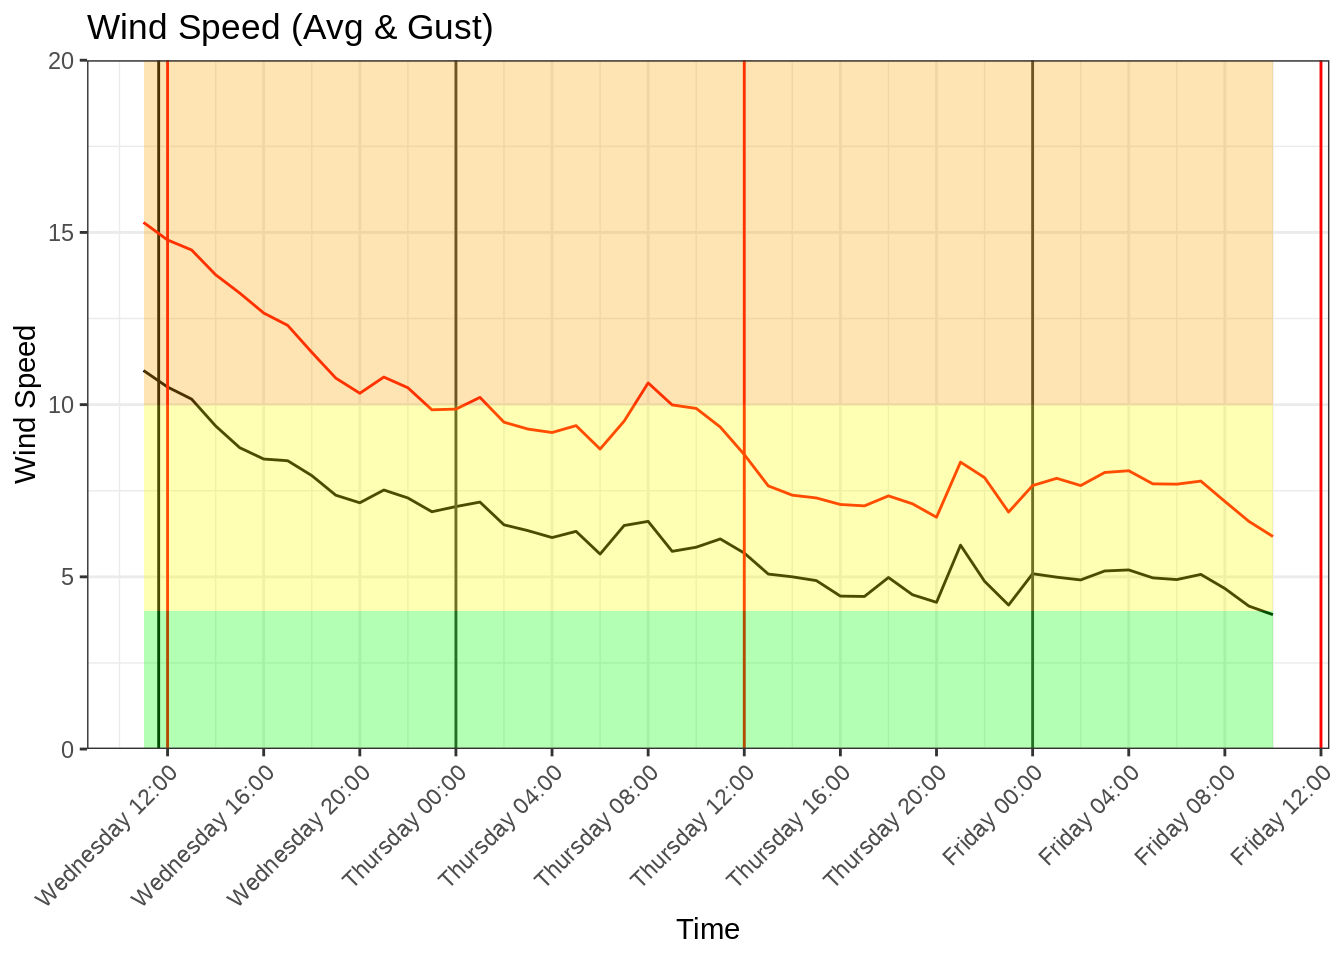 Wind Speed (Avg & Gust)
20
15
10
5
0
Wind Speed
Wednesday 12:00
Wednesday 16:00
Wednesday 20:00
Thursday 00:00
Thursday 04:00
Thursday 08:00
Thursday 12:00
Thursday 16:00
Thursday 20:00
Friday 00:00
Friday 04:00
Friday 08:00
Friday 12:00
Time